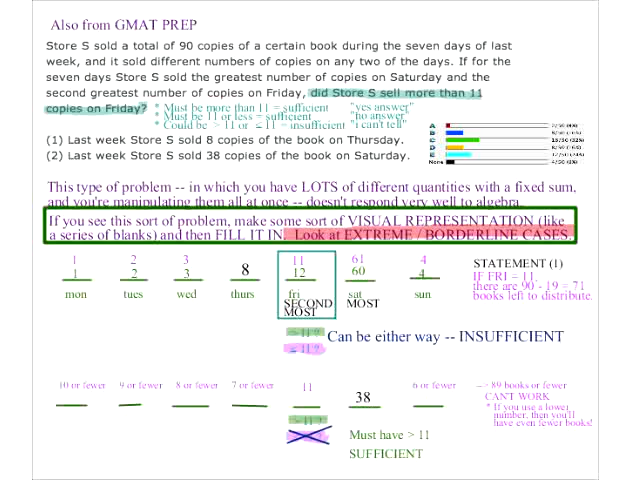 Also from GMAT PREP
Store S sold a total of 90 copies of a certain book during the seven days of last
week, and it sold different numbers of copies on any two of the days. If for the
seven days Store S sold the greatest number of copies on Saturday and the
second greatest number of copies on Friday, did Store S sell more than 11
copies on Friday?
* Must be more than 11 = sufficient "yes answer"
* Must be 11 or less = sufficient "no answer"
* Could be > 11 or ≤ 11 = insufficient "i can't tell"
(1) Last week Store S sold 8 copies of the book on Thursday.
(2) Last week Store S sold 38 copies of the book on Saturday.
A
B
C
D
E
None
This type of problem -- in which you have LOTS of different quantities with a fixed sum,
and you're manipulating them all at once -- doesn't respond very well to algebra.
If you see this sort of problem, make some sort of VISUAL REPRESENTATION (like
a series of blanks) and then FILL IT IN. Look at EXTREME / BORDERLINE CASES.
1 2 3 11 61 4
1 2 3 8 12 60 4
mon tues wed thurs fri sat sun
SECOND MOST
MOST
STATEMENT (1)
IF FRI = 11,
there are 90 - 19 = 71
books left to distribute.
> 11?
≤ 11?
Can be either way -- INSUFFICIENT
10 or fewer 9 or fewer 8 or fewer 7 or fewer 11 38 6 or fewer
--> 89 books or fewer
CANT WORK
* If you use a lower
number, then you'll
have even fewer books!
> 11?
Must have > 11
SUFFICIENT